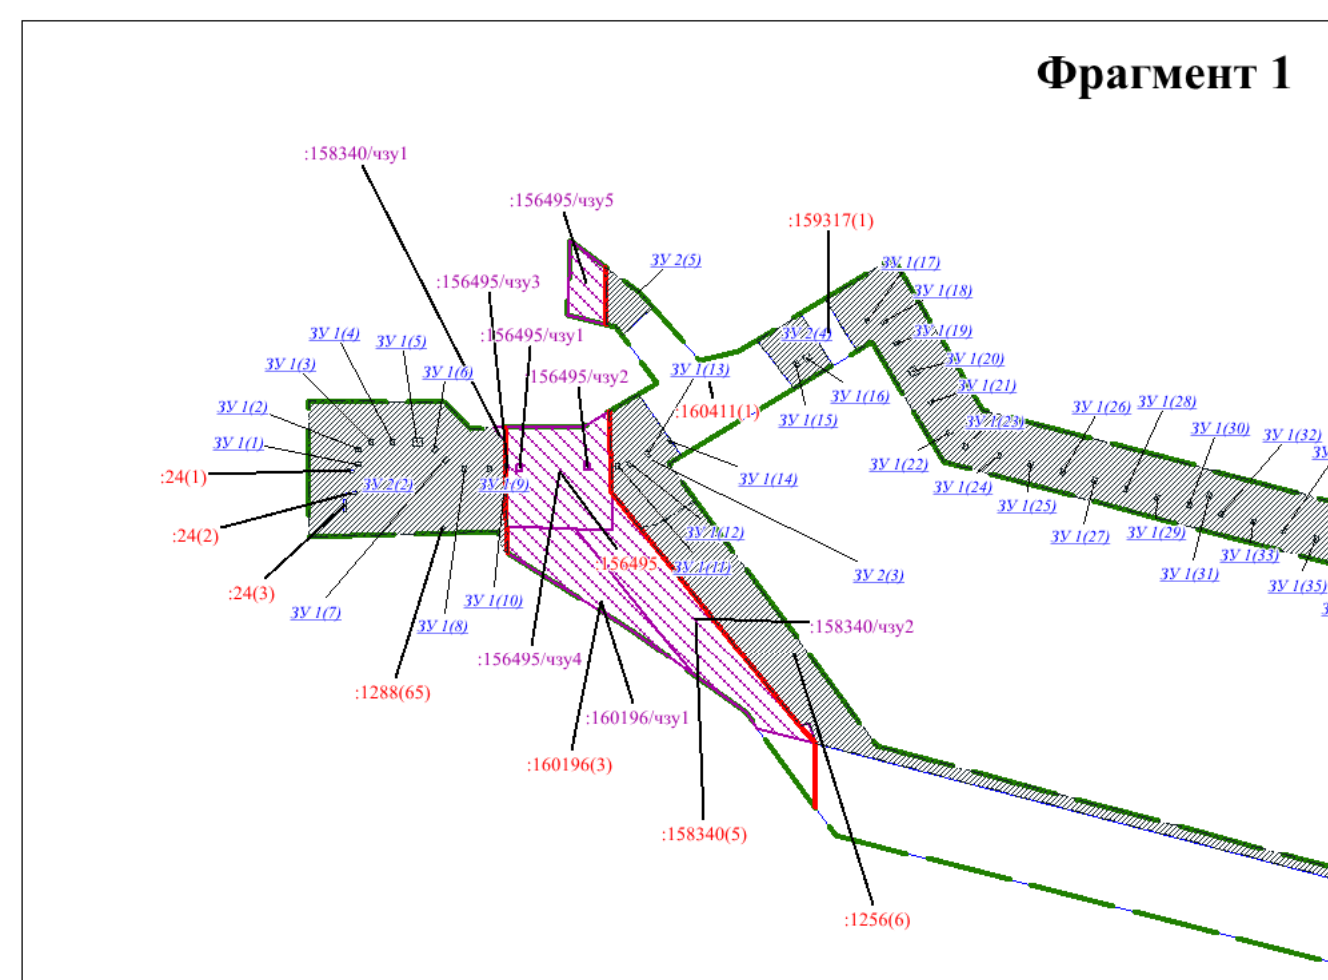 Фрагмент 1
:158340/чзу1
:156495/чзу5
:159317(1)
ЗУ 2(5)
ЗУ 1(17)
:156495/чзу3
ЗУ 1(18)
ЗУ 1(4)
:156495/чзу1
ЗУ 2(4)
ЗУ 1(19)
ЗУ 1(5)
ЗУ 1(3)
ЗУ 1(6)
156495/чзу2
ЗУ 1(13)
ЗУ 1(20)
ЗУ 1(21)
ЗУ 1(16)
ЗУ 1(2)
:160411(1)
ЗУ 1(15)
ЗУ 1(26)
ЗУ 1(28)
ЗУ 1(23)
ЗУ 1(30)
ЗУ 1(32)
ЗУ 1(1)
ЗУ 1(22)
:24(1)
ЗУ 2(2)
ЗУ 1(9)
ЗУ 1(14)
ЗУ 1(24)
ЗУ 1(25)
:24(2)
ЗУ 1(12)
ЗУ 1(27)
ЗУ 1(29)
ЗУ 1(33)
:156495
ЗУ 1(11)
ЗУ 2(3)
ЗУ 1(31)
ЗУ 1(35)
:24(3)
ЗУ 1(7)
ЗУ 1(10)
ЗУ 1(8)
:158340/чзу2
:156495/чзу4
:1288(65)
:160196/чзу1
:160196(3)
:158340(5)
:1256(6)